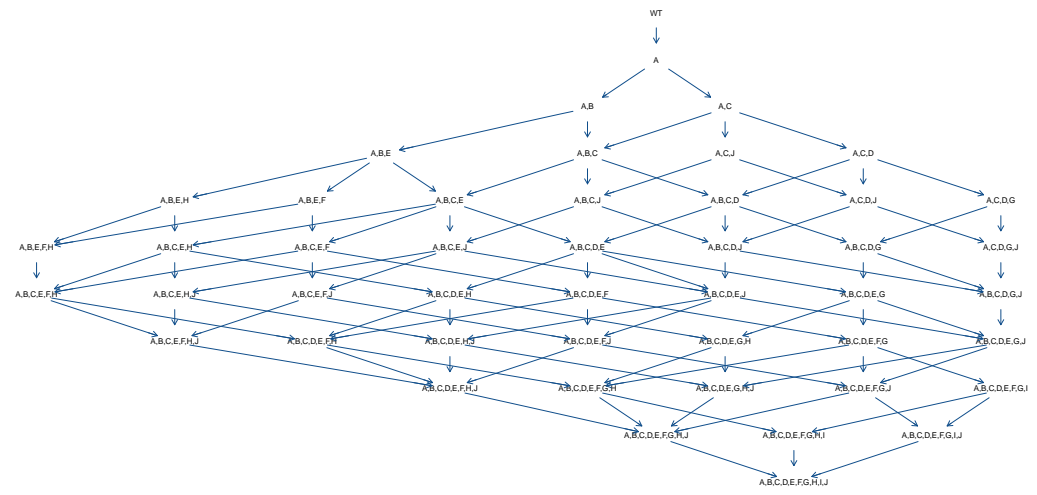 WT
A
A,B
A,C
A,B,E
A,B,C
A,C,J
A,C,D
A,B,E,H
A,B,E,F
A,B,C,E
A,B,C,J
A,B,C,D
A,C,D,J
A,C,D,G
A,B,E,F,H
A,B,C,E,H
A,B,C,E,F
A,B,C,E,J
A,B,C,D,E
A,B,C,D,J
A,B,C,D,G
A,C,D,G,J
A,B,C,E,F,H
A,B,C,E,H,J
A,B,C,E,F,J
A,B,C,D,E,H
A,B,C,D,E,F
A,B,C,D,E,J
A,B,C,D,E,G
A,B,C,D,G,J
A,B,C,E,F,H,J
A,B,C,D,E,F,H
A,B,C,D,E,H,J
A,B,C,D,E,F,J
A,B,C,D,E,G,H
A,B,C,D,E,F,G
A,B,C,D,E,G,J
A,B,C,D,E,F,H,J
A,B,C,D,E,F,G,H
A,B,C,D,E,G,H,J
A,B,C,D,E,F,G,J
A,B,C,D,E,F,G,I
A,B,C,D,E,F,G,H,J
A,B,C,D,E,F,G,H,I
A,B,C,D,E,F,G,I,J
A,B,C,D,E,F,G,H,I,J